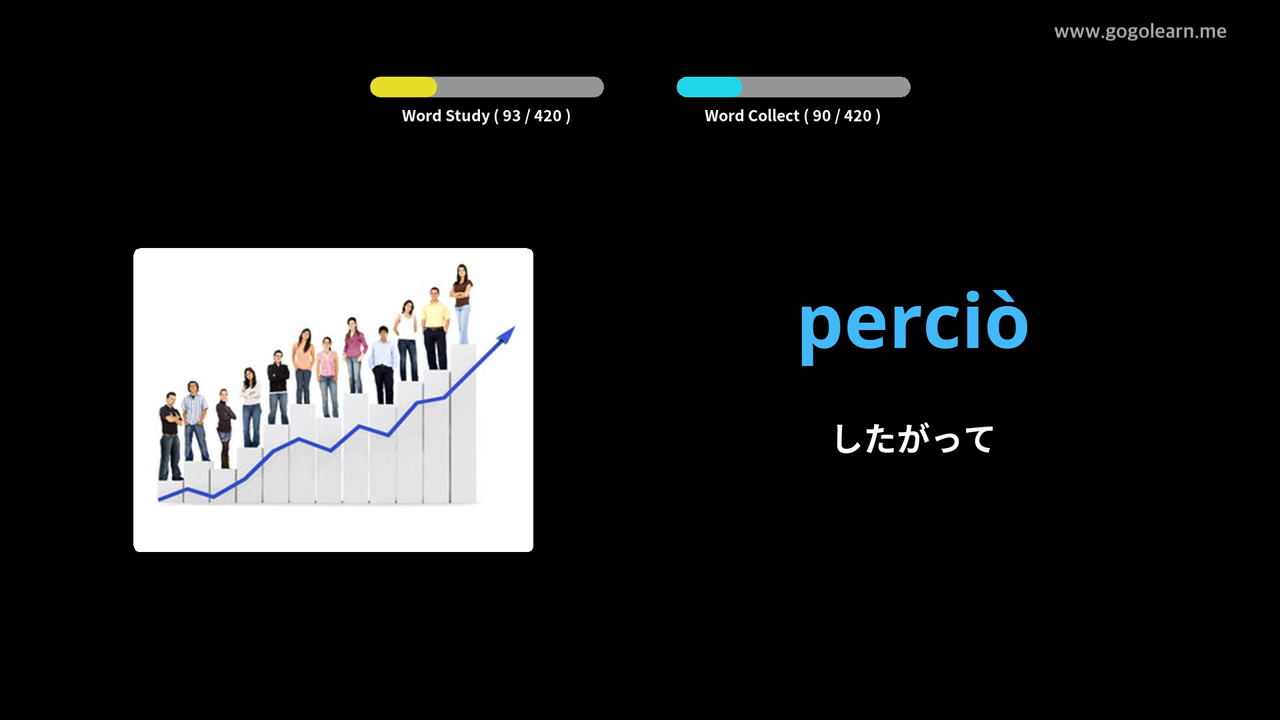 www.gogolearn.me
Word Study ( 93 / 420 )
Word Collect ( 90 / 420 )
perciò
したがって